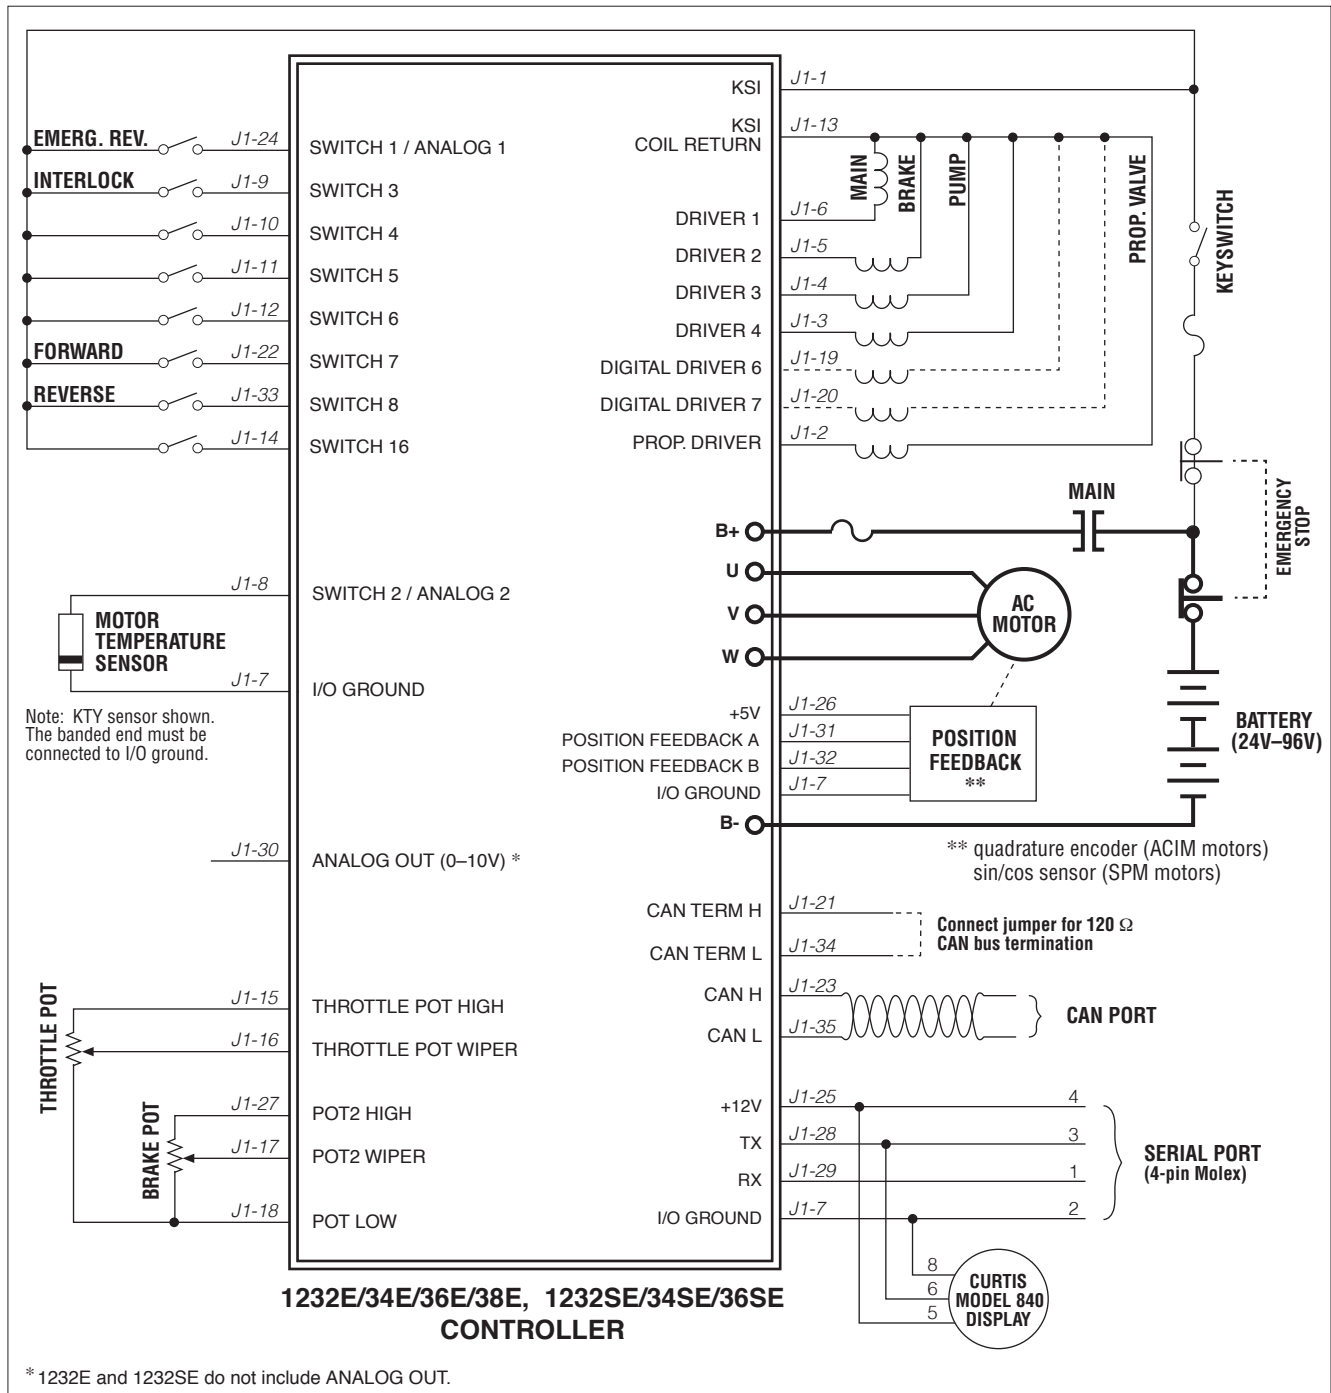 KSI
J1-1
KSI
COIL RETURN
J1-13
EMERG. REV.
J1-24
SWITCH 1 / ANALOG 1
INTERLOCK
J1-9
SWITCH 3
J1-10
SWITCH 4
J1-11
SWITCH 5
J1-12
SWITCH 6
FORWARD
J1-22
SWITCH 7
REVERSE
J1-33
SWITCH 8
J1-14
SWITCH 16
MAIN
BRAKE
PUMP
PROP. VALVE
KEYSWITCH
DRIVER 1
J1-6
DRIVER 2
J1-5
DRIVER 3
J1-4
DRIVER 4
J1-3
DIGITAL DRIVER 6
J1-19
DIGITAL DRIVER 7
J1-20
PROP. DRIVER
J1-2
MAIN
EMERGENCY
STOP
B+
U
V
W
AC
MOTOR
J1-8
SWITCH 2 / ANALOG 2
MOTOR
TEMPERATURE
SENSOR
J1-7
I/O GROUND
Note: KTY sensor shown.
The banded end must be
connected to I/O ground.
+5V
J1-26
POSITION FEEDBACK A
J1-31
POSITION FEEDBACK B
J1-32
I/O GROUND
J1-7
POSITION
FEEDBACK
**
BATTERY
(24V–96V)
B-
** quadrature encoder (ACIM motors)
sin/cos sensor (SPM motors)
J1-30
ANALOG OUT (0–10V) *
CAN TERM H
J1-21
CAN TERM L
J1-34
Connect jumper for 120 Ω
CAN bus termination
CAN H
J1-23
CAN L
J1-35
CAN PORT
THROTTLE POT
J1-15
THROTTLE POT HIGH
J1-16
THROTTLE POT WIPER
BRAKE POT
J1-27
POT2 HIGH
J1-17
POT2 WIPER
J1-18
POT LOW
+12V
J1-25
4
TX
J1-28
3
RX
J1-29
1
I/O GROUND
J1-7
2
SERIAL PORT
(4-pin Molex)
8
6
5
CURTIS
MODEL 840
DISPLAY
1232E/34E/36E/38E, 1232SE/34SE/36SE
CONTROLLER
* 1232E and 1232SE do not include ANALOG OUT.